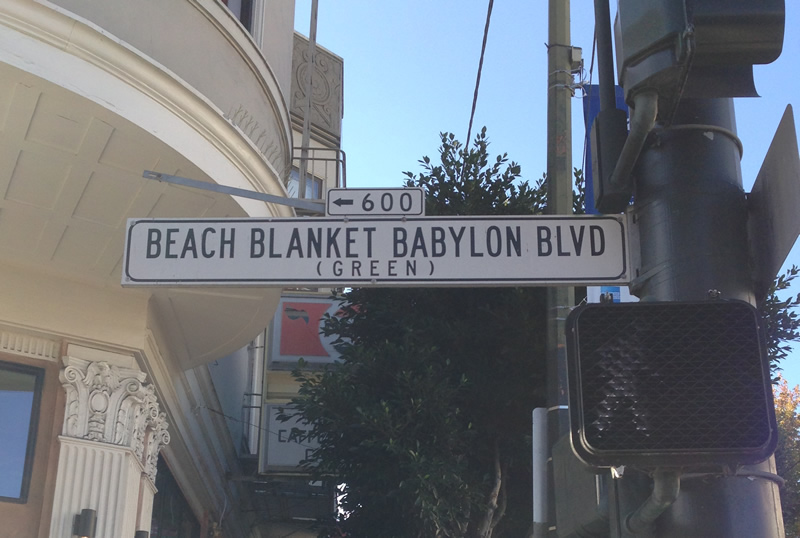 ← 600
BEACH BLANKET BABYLON BLVD
(GREEN)